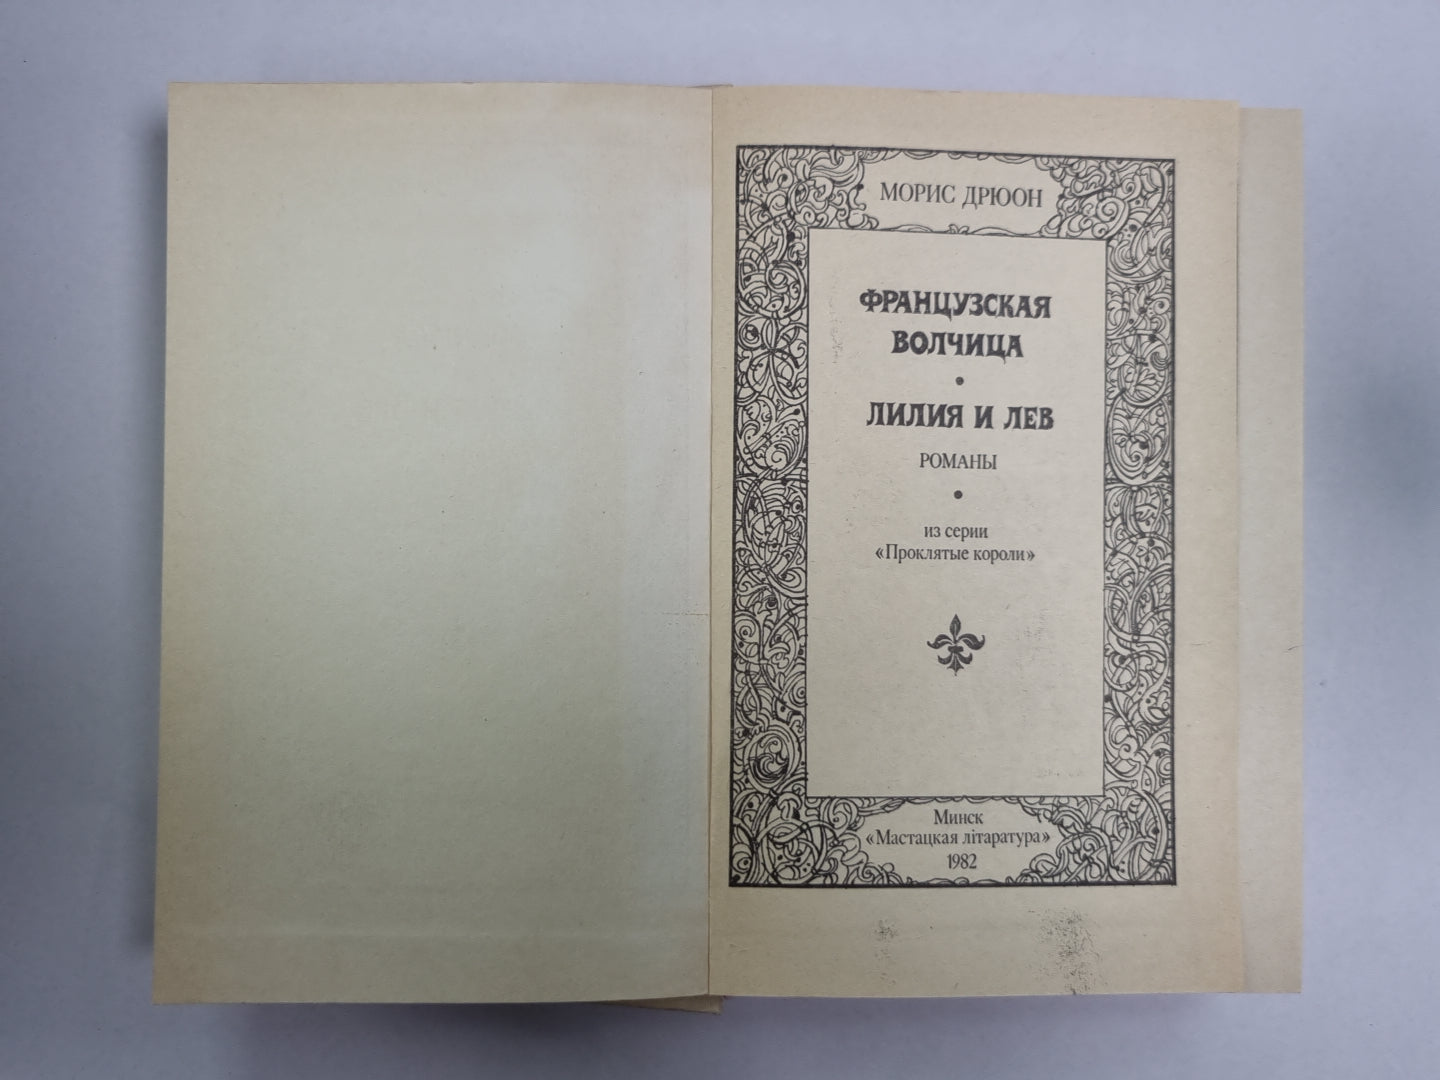 МОРИС ДРЮОН
ФРАНЦУЗСКАЯ
ВОЛЧИЦА
•
ЛИЛИЯ И ЛЕВ
РОМАНЫ
•
из серии
«Проклятые короли»
Минск
«Мастацкая літаратура»
1982